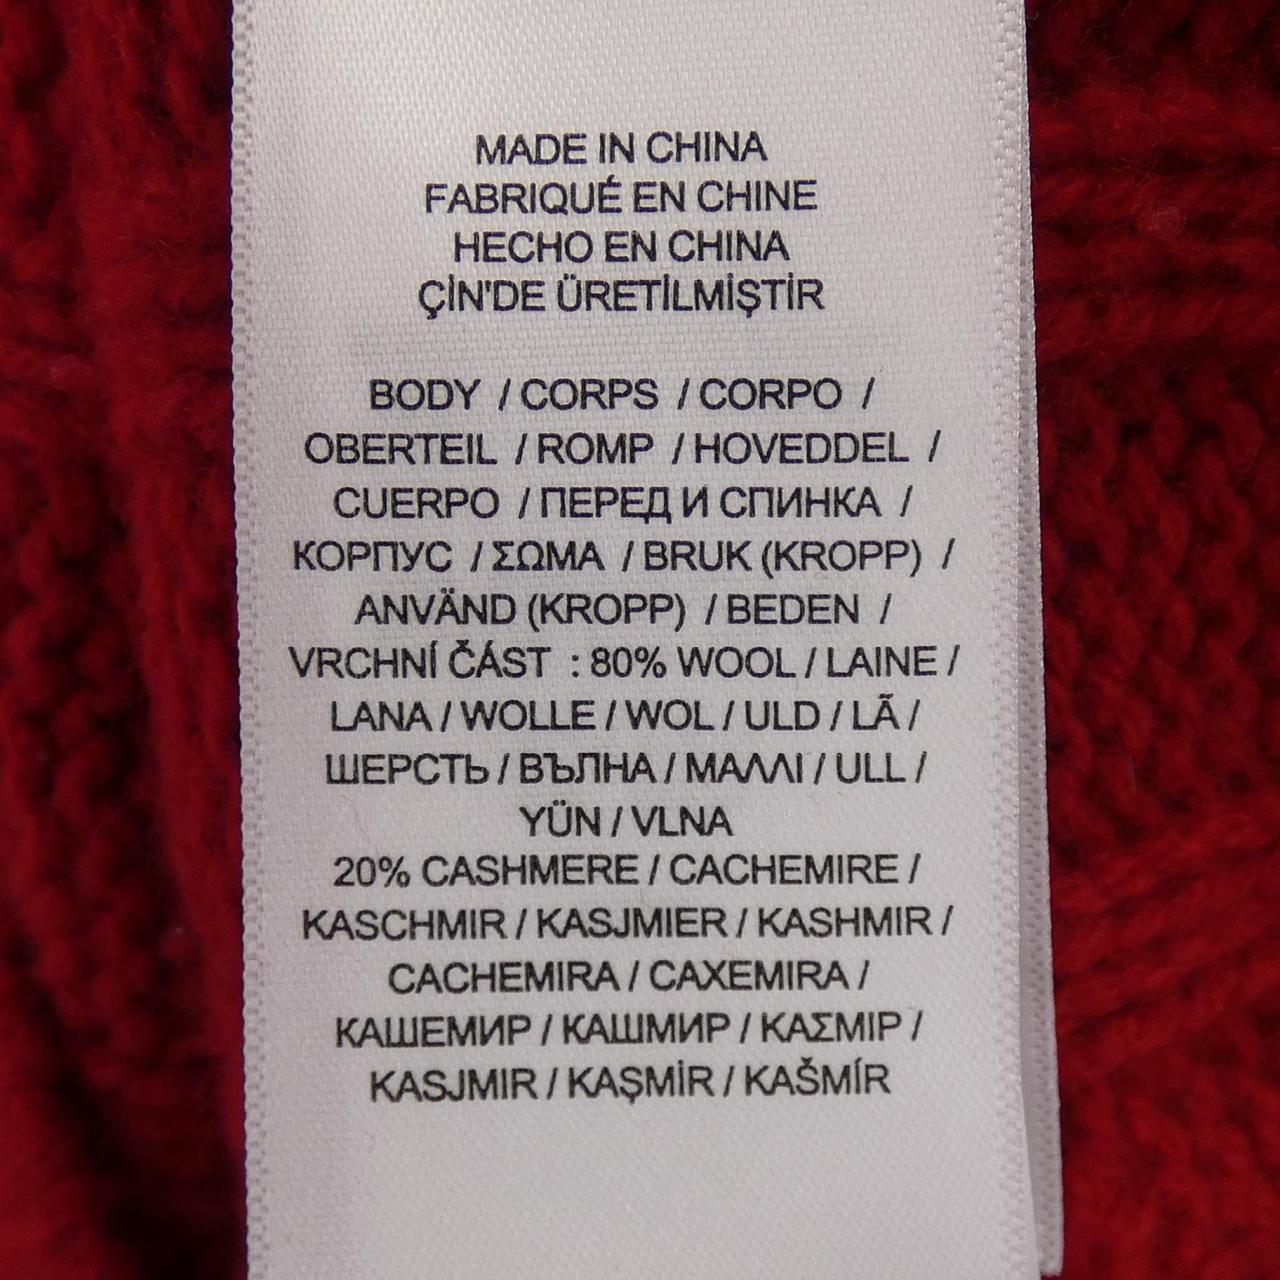 MADE IN CHINA
FABRIQUÉ EN CHINE
HECHO EN CHINA
ÇİN'DE ÜRETİLMİŞTİR
BODY / CORPS / CORPO /
OBERTEIL / ROMP / HOVEDDEL /
CUERPO / ПЕРЕД И СПИНКА /
КОРПУС / ΣΩΜΑ / BRUK (KROPP) /
ANVÄND (KROPP) / BEDEN /
VRCHNÍ ČÁST : 80% WOOL / LAINE /
LANA / WOLLE / WOL / ULD / LÃ /
ШЕРСТЬ / ВЪЛНА / ΜΑΛΛΙ / ULL /
YÜN / VLNA
20% CASHMERE / CACHEMIRE /
KASCHMIR / KASJMIER / KASHMIR /
CACHEMIRA / CAXEMIRA /
КАШЕМИР / КАШМИР / ΚΑΣΜΙΡ /
KASJMIR / KAŞMİR / KAŠMÍR